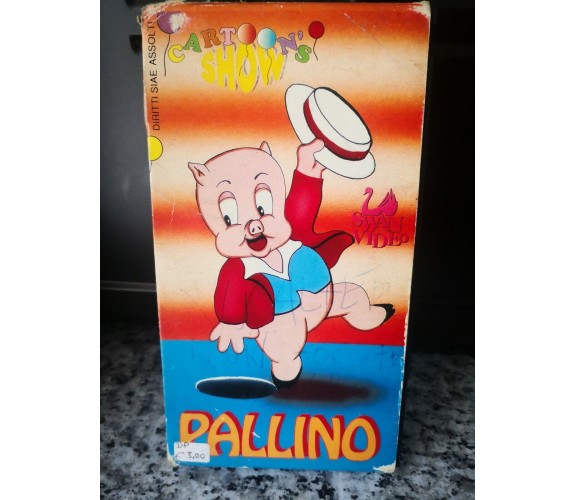 DIRITTI SIAE ASSOLTI
CARTOON'S
SHOW
SWAN
VIDEO
PALLINO
€ 3,00